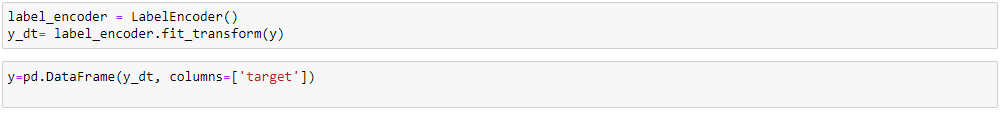 label_encoder = LabelEncoder()
y_dt= label_encoder.fit_transform(y)
y=pd.DataFrame(y_dt, columns=['target'])